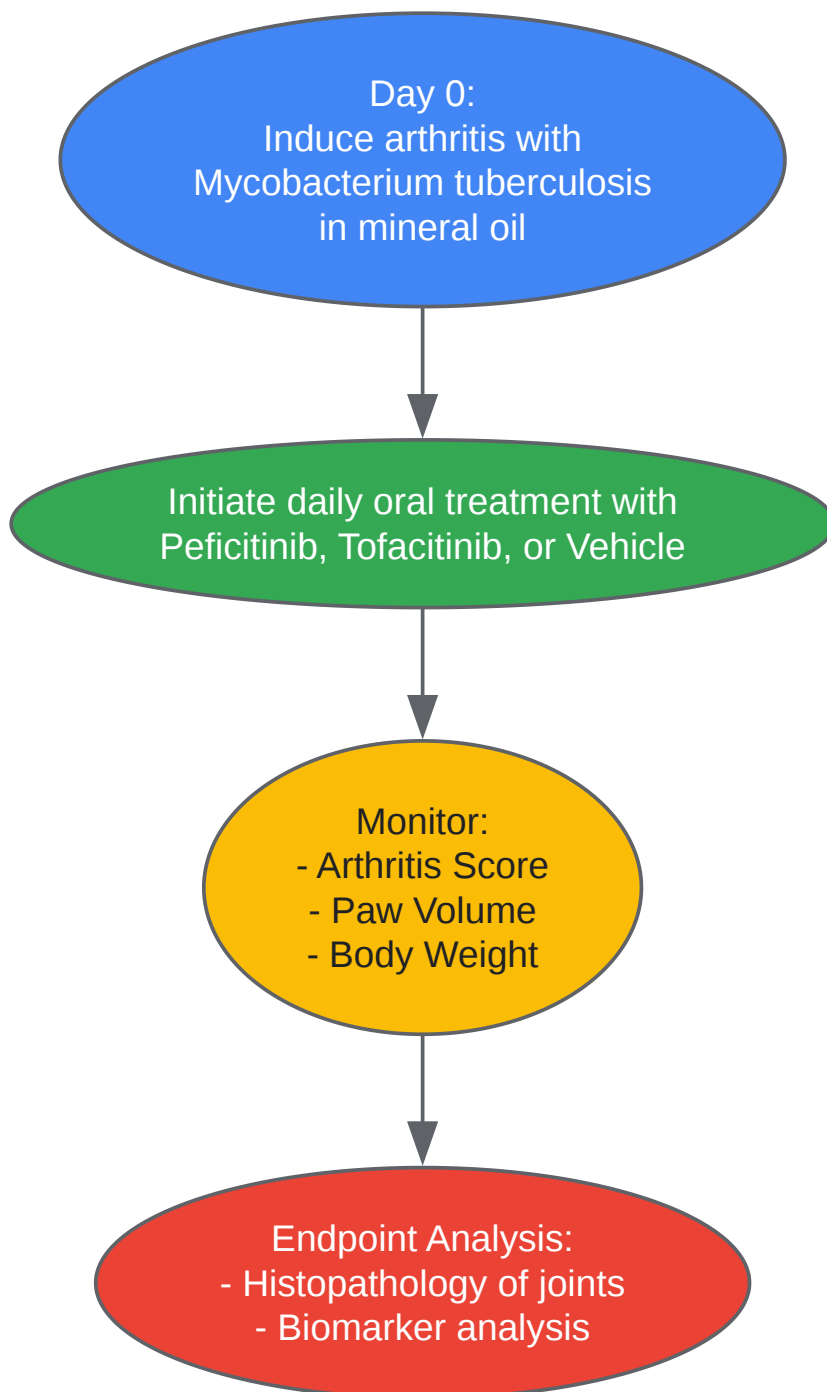 Day 0:
Induce arthritis with
Mycobacterium tuberculosis
in mineral oil
Initiate daily oral treatment with
Peficitinib, Tofacitinib, or Vehicle
Monitor:
- Arthritis Score
- Paw Volume
- Body Weight
Endpoint Analysis:
- Histopathology of joints
- Biomarker analysis